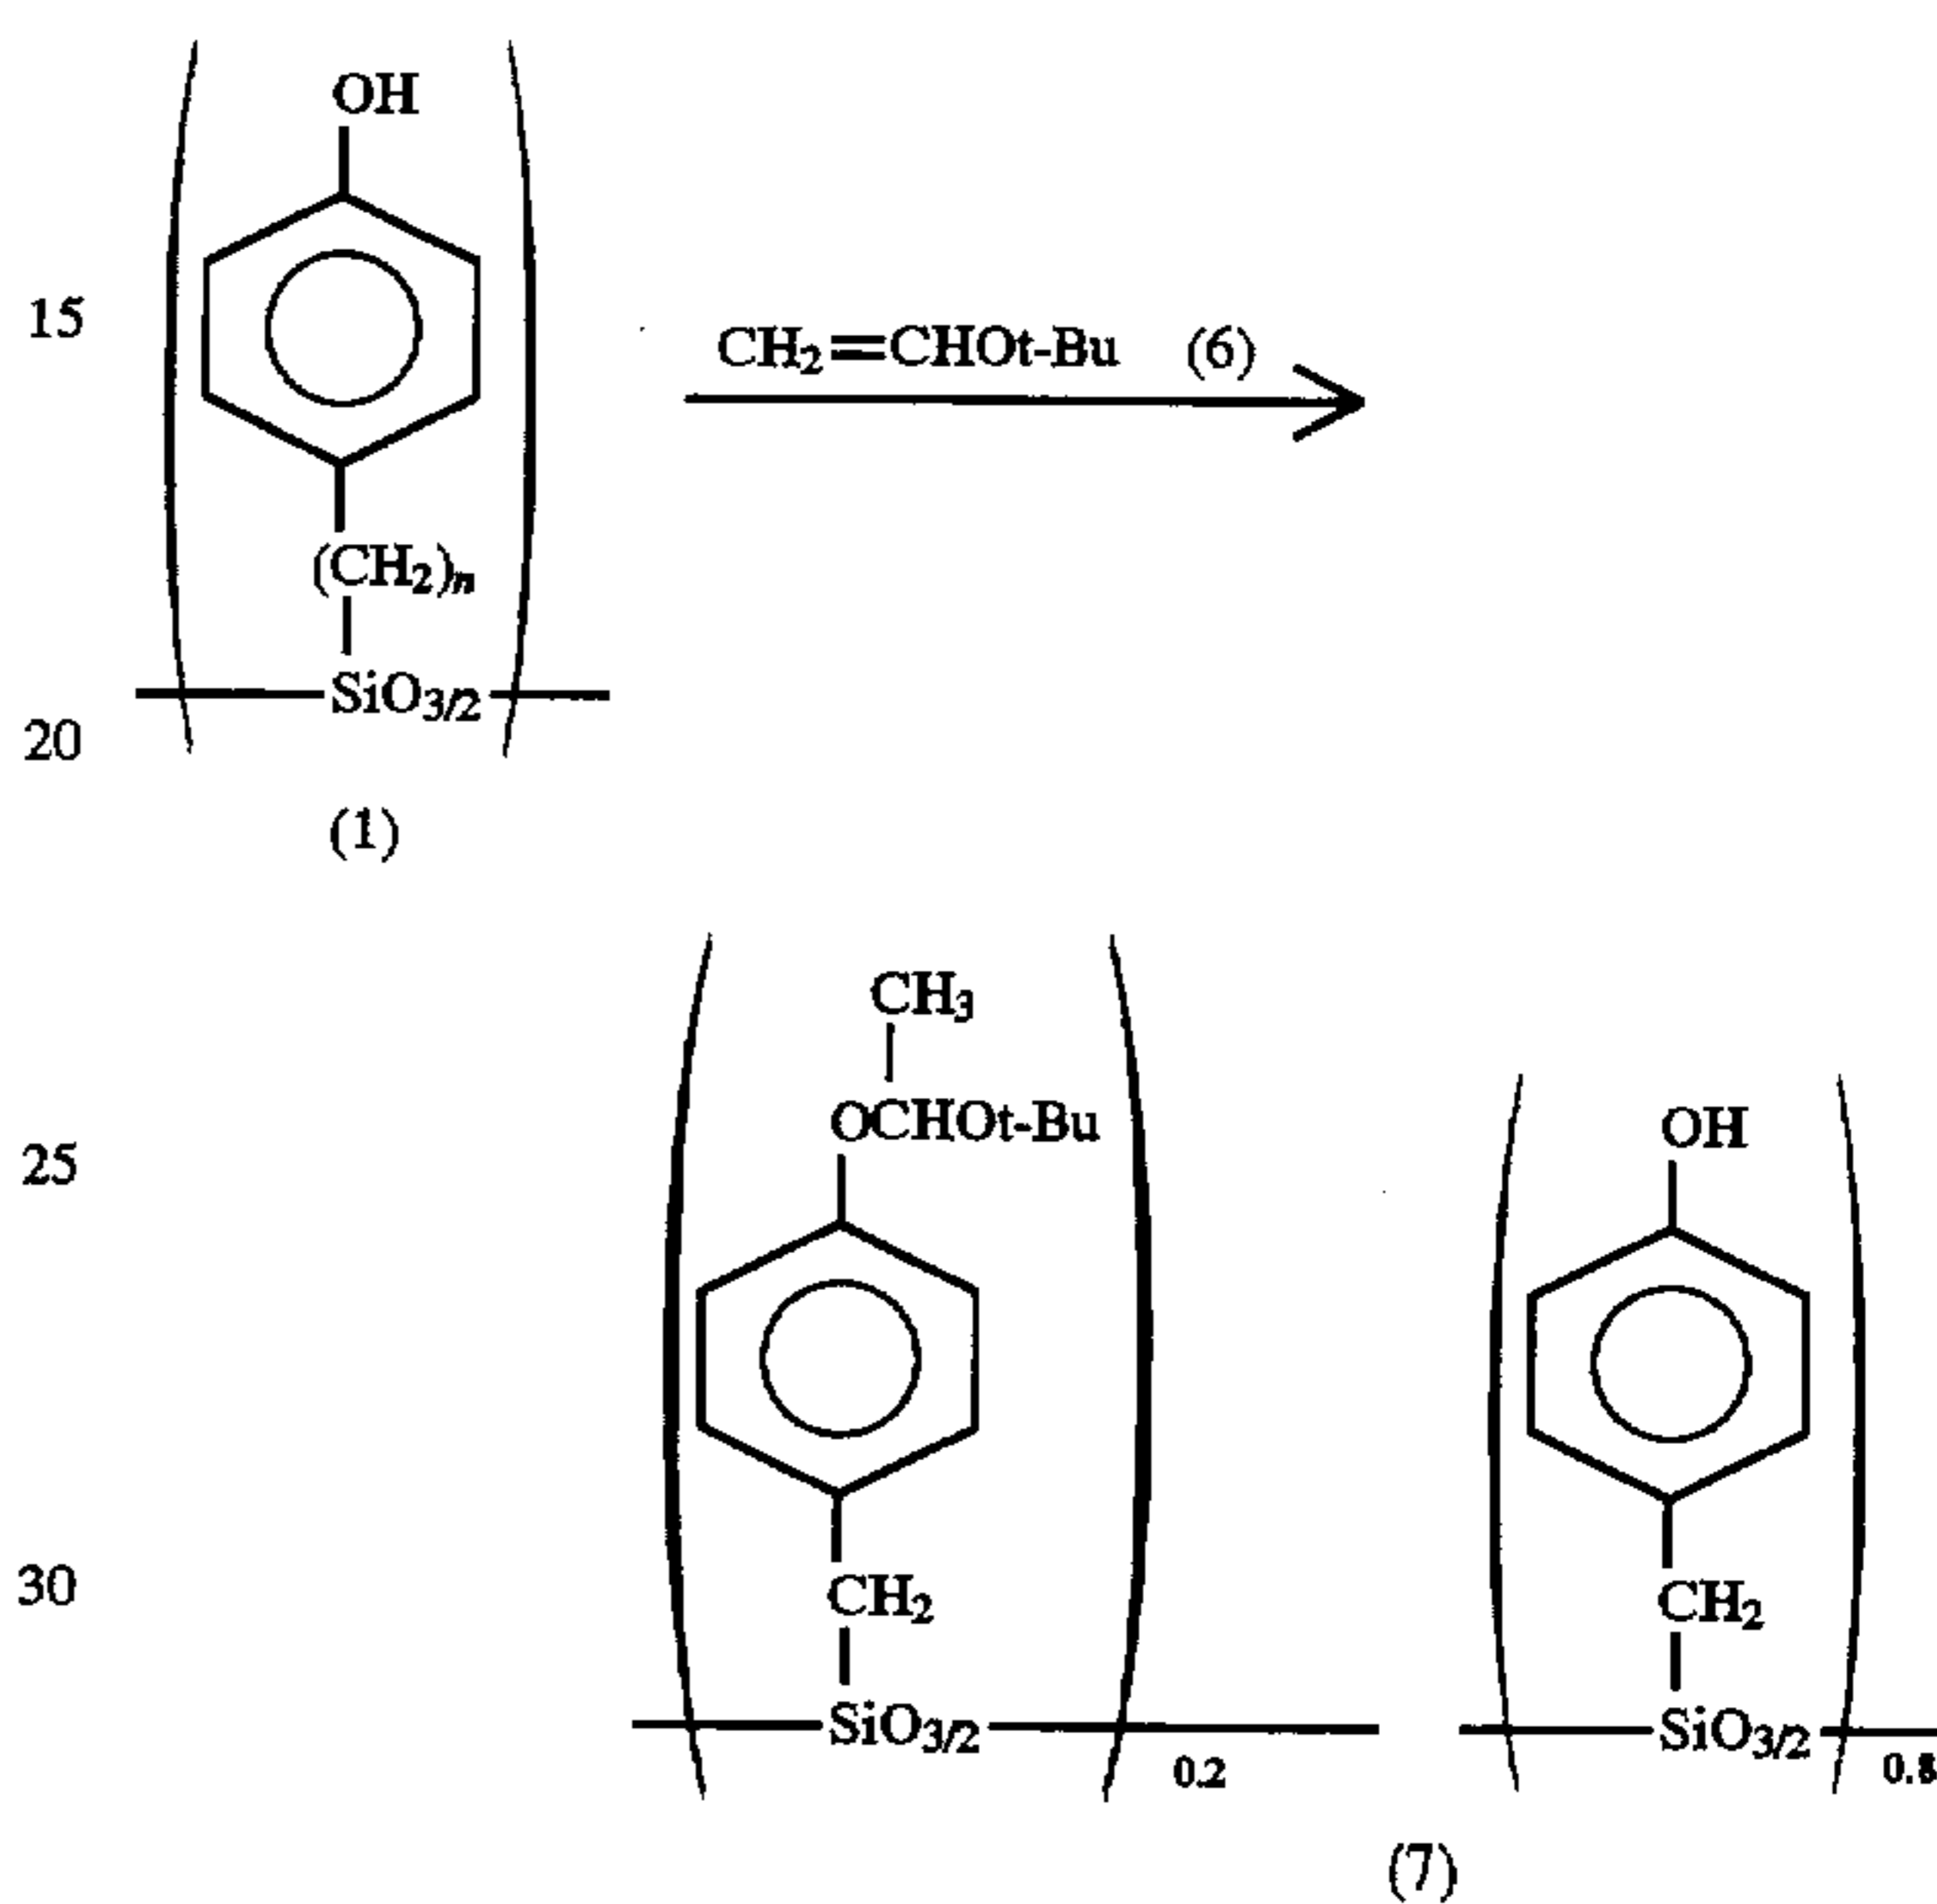 OH
15
CH2=CHOt-Bu (6)
(CH2)n
SiO3/2
20
(1)
CH3
25
OCHOt-Bu
OH
30
CH2
CH2
SiO3/2
SiO3/2
0.2
0.8
(7)